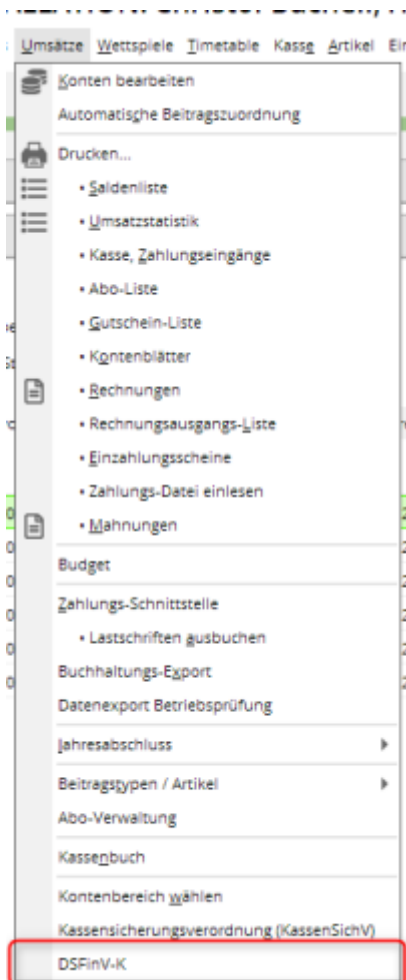 Umsätze Wettspiele Timetable Kasse Artikel
Konten bearbeiten
Automatische Beitragszuordnung
Drucken...
• Saldenliste
• Umsatzstatistik
• Kasse, Zahlungseingänge
• Abo-Liste
• Gutschein-Liste
• Kontenblätter
• Rechnungen
• Rechnungsausgangs-Liste
• Einzahlungsscheine
• Zahlungs-Datei einlesen
• Mahnungen
Budget
Zahlungs-Schnittstelle
• Lastschriften ausbuchen
Buchhaltungs-Export
Datenexport Betriebsprüfung
Jahresabschluss
Beitragstypen / Artikel
Abo-Verwaltung
Kassenbuch
Kontenbereich wählen
Kassensicherungsverordnung (KassenSichV)
DSFinV-K